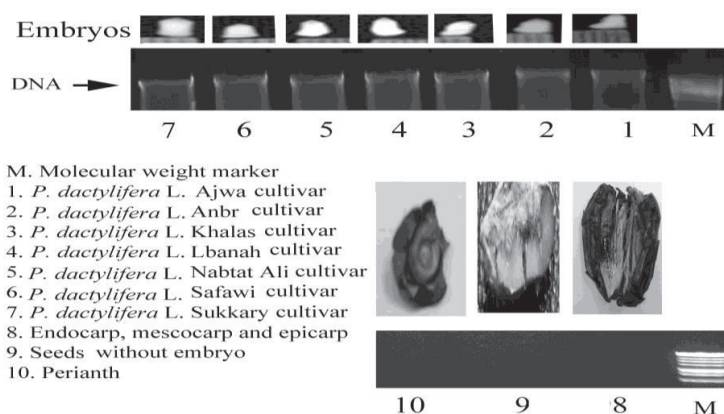 Embryos
DNA
7 6 5 4 3 2 1 M
M. Molecular weight marker
1. P. dactylifera L. Ajwa cultivar
2. P. dactylifera L. Anbr cultivar
3. P. dactylifera L. Khalas cultivar
4. P. dactylifera L. Lbanah cultivar
5. P. dactylifera L. Nabtat Ali cultivar
6. P. dactylifera L. Safawi cultivar
7. P. dactylifera L. Sukkary cultivar
8. Endocarp, mescocarp and epicarp
9. Seeds without embryo
10. Perianth
10 9 8 M